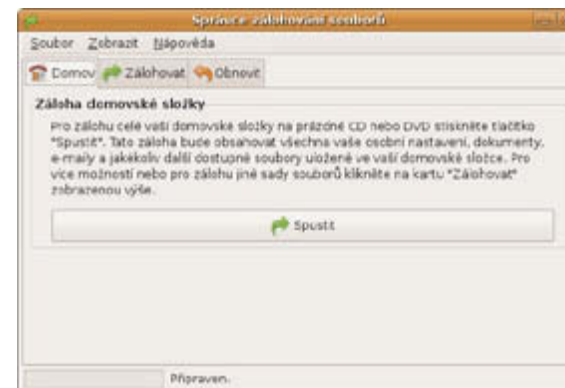 Správce zálohování souborů
Soubor Zobrazit Nápověda
Domov Zálohovat Obnovit
Záloha domovské složky
Pro zálohu celé vaší domovské složky na prázdné CD nebo DVD stiskněte tlačítko
"Spustit". Tato záloha bude obsahovat všechna vaše osobní nastavení, dokumenty,
e-maily a jakékoliv další dostupné soubory uložené ve vaší domovské složce. Pro
více možností nebo pro zálohu jiné sady souborů klikněte na kartu "Zálohovat"
zobrazenou výše.
Spustit
Připraven.